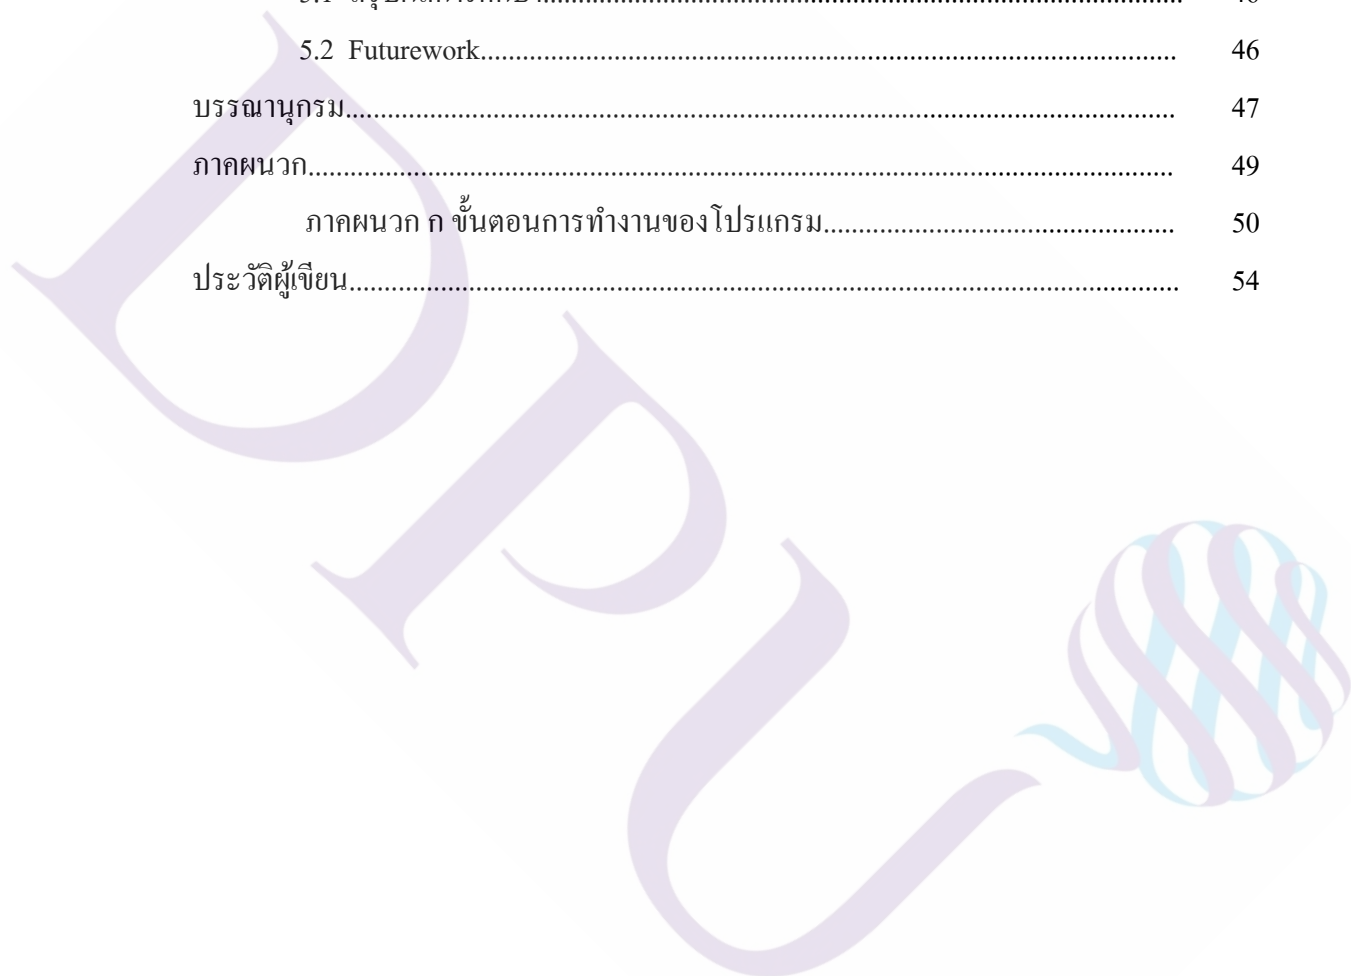 5.2 Futurework.................................................................................................... 46
บรรณานุกรม....................................................................................................................... 47
ภาคผนวก............................................................................................................................ 49
ภาคผนวก ก ขั้นตอนการทำงานของโปรแกรม.................................................. 50
ประวัติผู้เขียน....................................................................................................................... 54
DPU